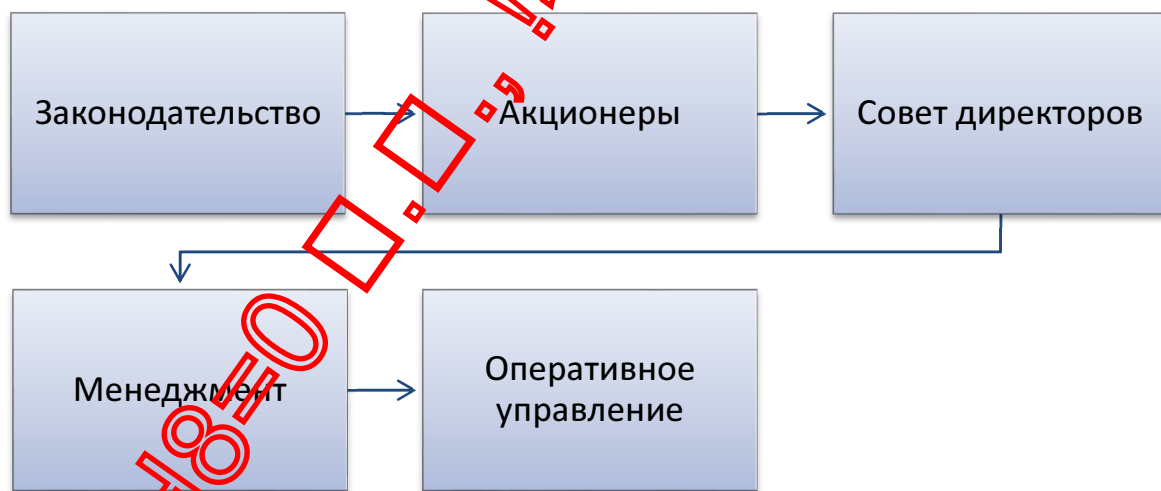 Законодательство
Акционеры
Совет директоров
Менеджмент
Оперативное
управление